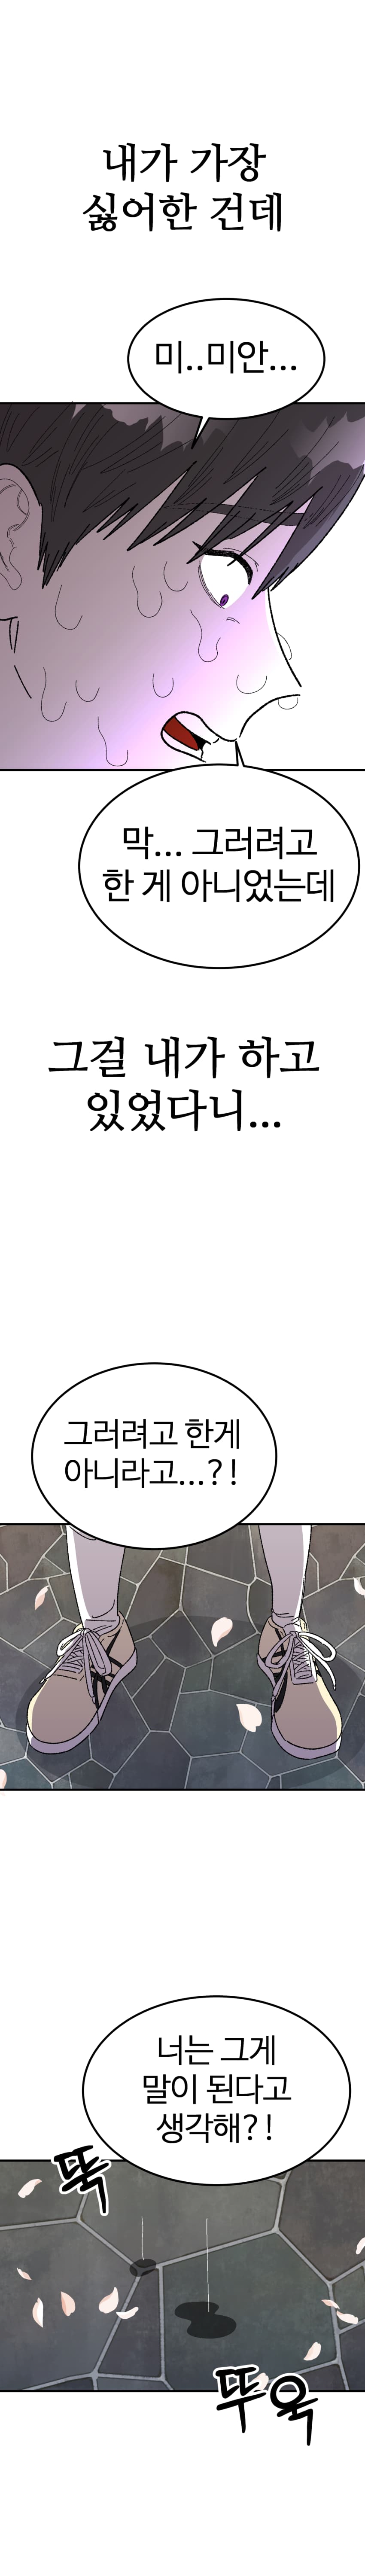 내가 가장
싫어한 건데
미..미안...
막... 그러려고
한 게 아니었는데
그걸 내가 하고
있었다니...
그러려고 한게
아니라고...?!
너는 그게
말이 된다고
생각해?!
뚝
뚜욱